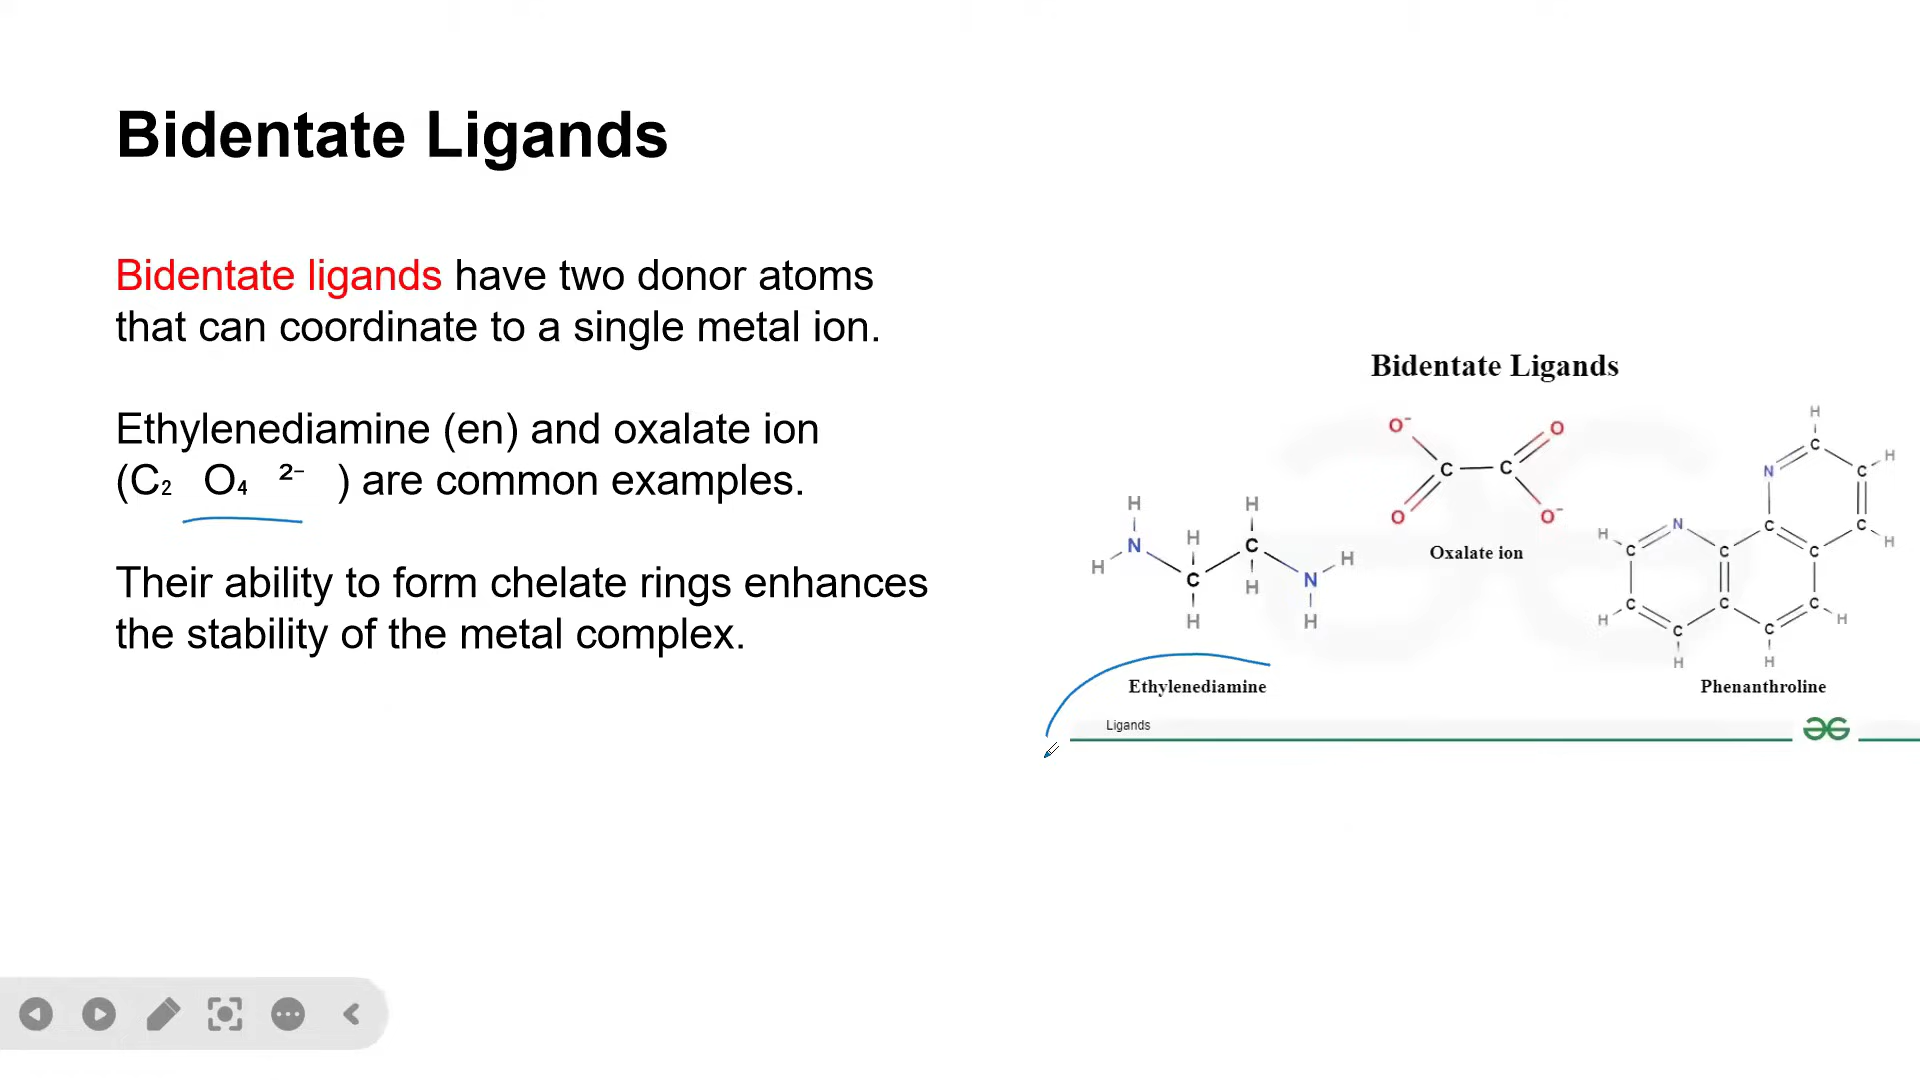 Bidentate Ligands
Bidentate ligands have two donor atoms
that can coordinate to a single metal ion.
Ethylenediamine (en) and oxalate ion
(C₂ O₄ ²⁻ ) are common examples.
Their ability to form chelate rings enhances
the stability of the metal complex.
Bidentate Ligands
O⁻ O
C C
O O⁻
Oxalate ion
H H
N H C H
H C H N
H H
Ethylenediamine
H
N C C H
H N C C H
C C C
H C C C H
C C
H H
Phenanthroline
Ligands